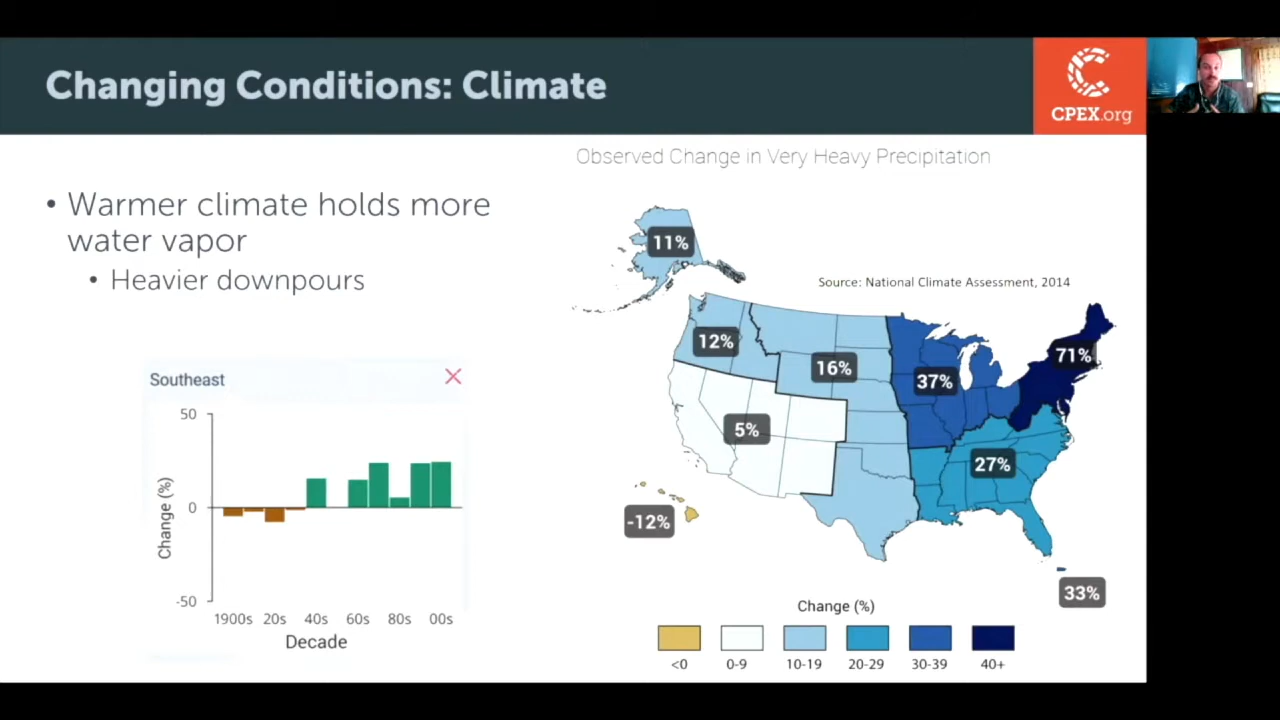 Changing Conditions: Climate
CPEX.org
• Warmer climate holds more
water vapor
• Heavier downpours
Observed Change in Very Heavy Precipitation
Source: National Climate Assessment, 2014
11%
12%
16%
37%
71%
5%
27%
-12%
33%
Change (%)
<0
0-9
10-19
20-29
30-39
40+
Southeast
50
0
-50
Change (%)
1900s 20s 40s 60s 80s 00s
Decade